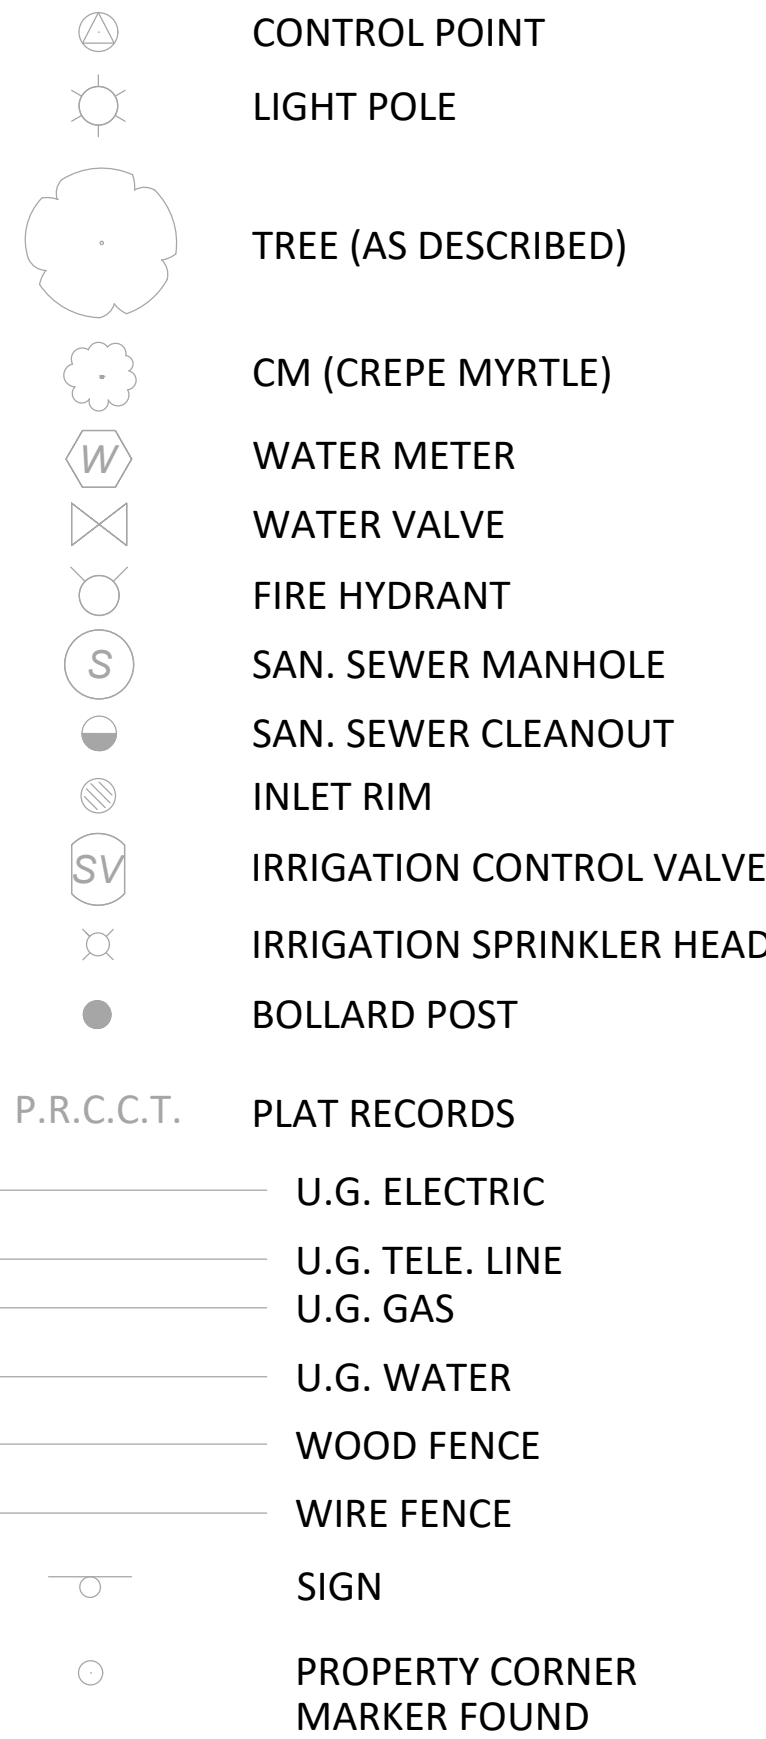 CONTROL POINT
LIGHT POLE
TREE (AS DESCRIBED)
CM (CREPE MYRTLE)
W WATER METER
WATER VALVE
FIRE HYDRANT
S SAN. SEWER MANHOLE
SAN. SEWER CLEANOUT
INLET RIM
SV IRRIGATION CONTROL VALVE
IRRIGATION SPRINKLER HEAD
BOLLARD POST
P.R.C.C.T. PLAT RECORDS
U.G. ELECTRIC
U.G. TELE. LINE
U.G. GAS
U.G. WATER
WOOD FENCE
WIRE FENCE
SIGN
PROPERTY CORNER
MARKER FOUND